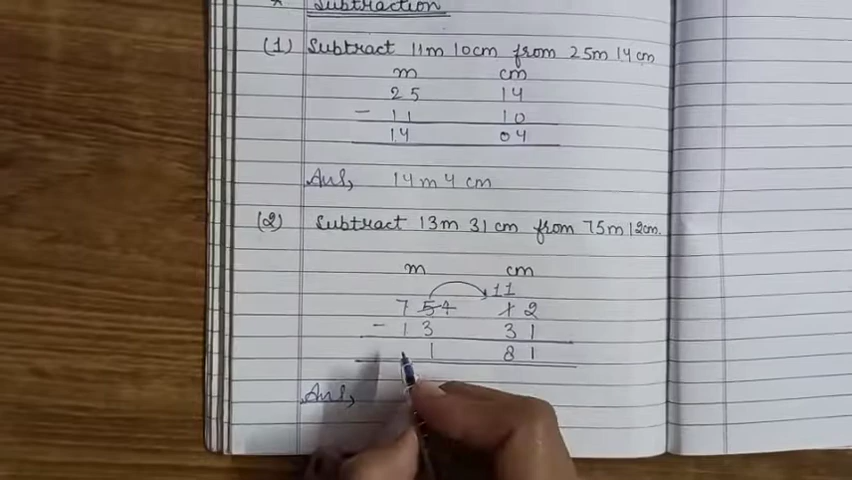 * Subtraction
(1) Subtract 11m 10cm from 25m 14cm
m cm
25 14
- 11 10
14 04
Ans, 14m 4 cm
(2) Subtract 13m 31cm from 75m 12cm.
m cm
11
7 5 4 1 2
- 1 3 3 1
1 8 1
Ans,